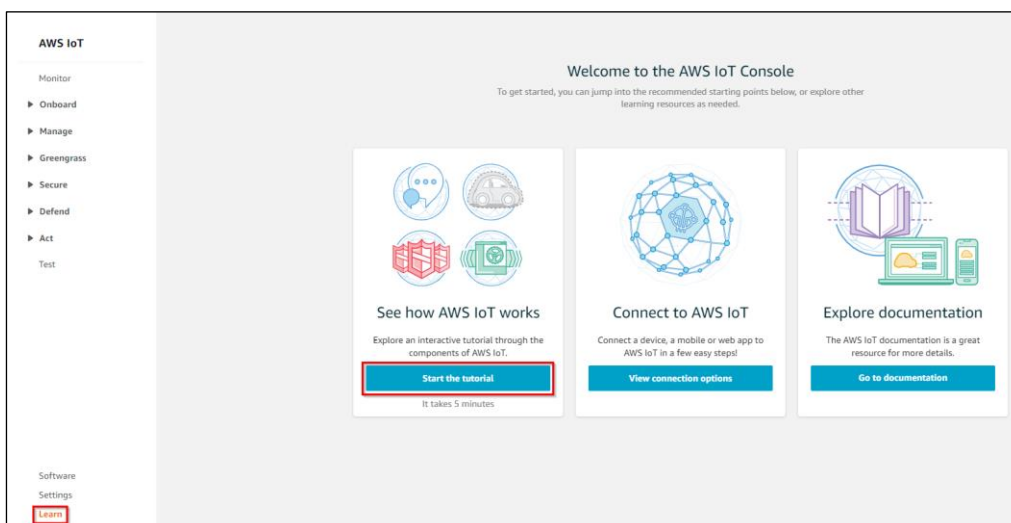 AWS IoT
Monitor
Onboard
Manage
Greengrass
Secure
Defend
Act
Test
Software
Settings
Learn
Welcome to the AWS IoT Console
To get started, you can jump into the recommended starting points below, or explore other
learning resources as needed.
See how AWS IoT works
Explore an interactive tutorial through the
components of AWS IoT.
Start the tutorial
It takes 5 minutes
Connect to AWS IoT
Connect a device, a mobile or web app to
AWS IoT in a few easy steps!
View connection options
Explore documentation
The AWS IoT documentation is a great
resource for more details.
Go to documentation